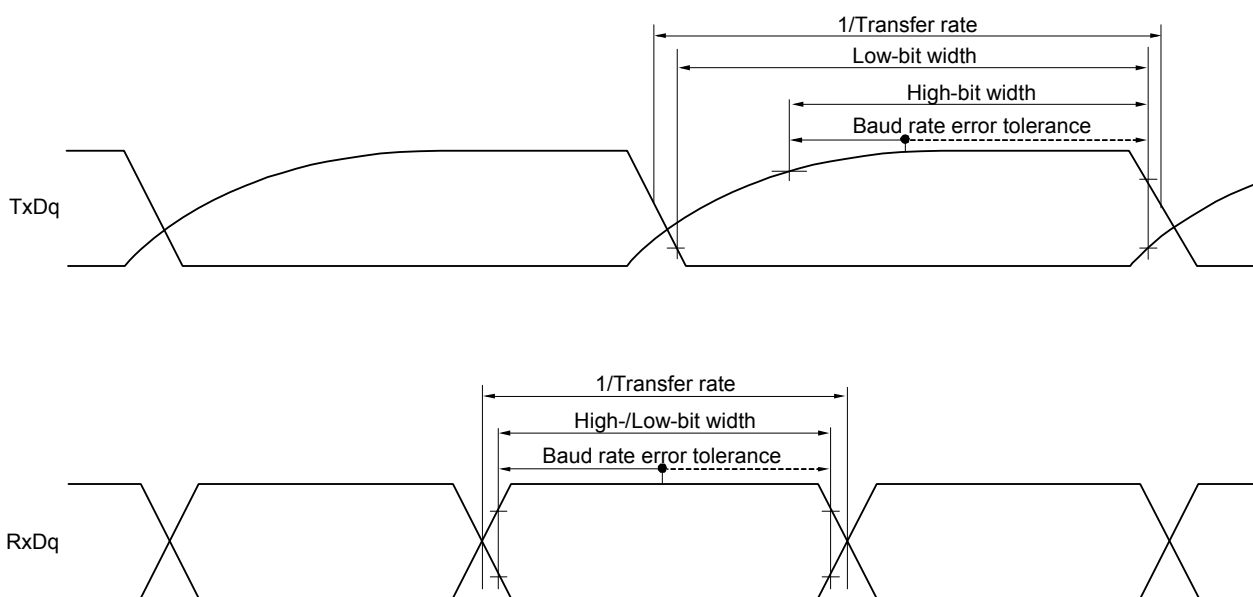 1/Transfer rate
Low-bit width
High-bit width
Baud rate error tolerance
TxDq
1/Transfer rate
High-/Low-bit width
Baud rate error tolerance
RxDq